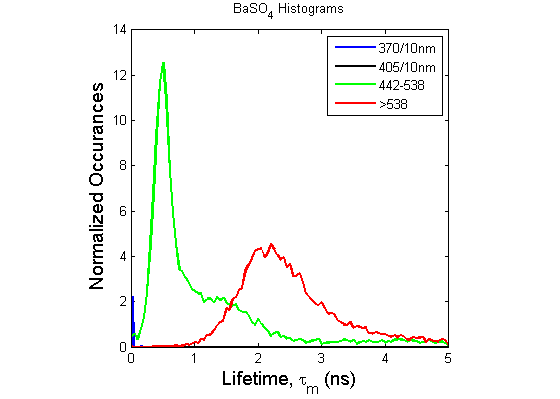 BaSO4 Histograms
370/10nm
405/10nm
442-538
>538
Normalized Occurances
14
12
10
8
6
4
2
0
0 1 2 3 4 5
Lifetime, τm (ns)